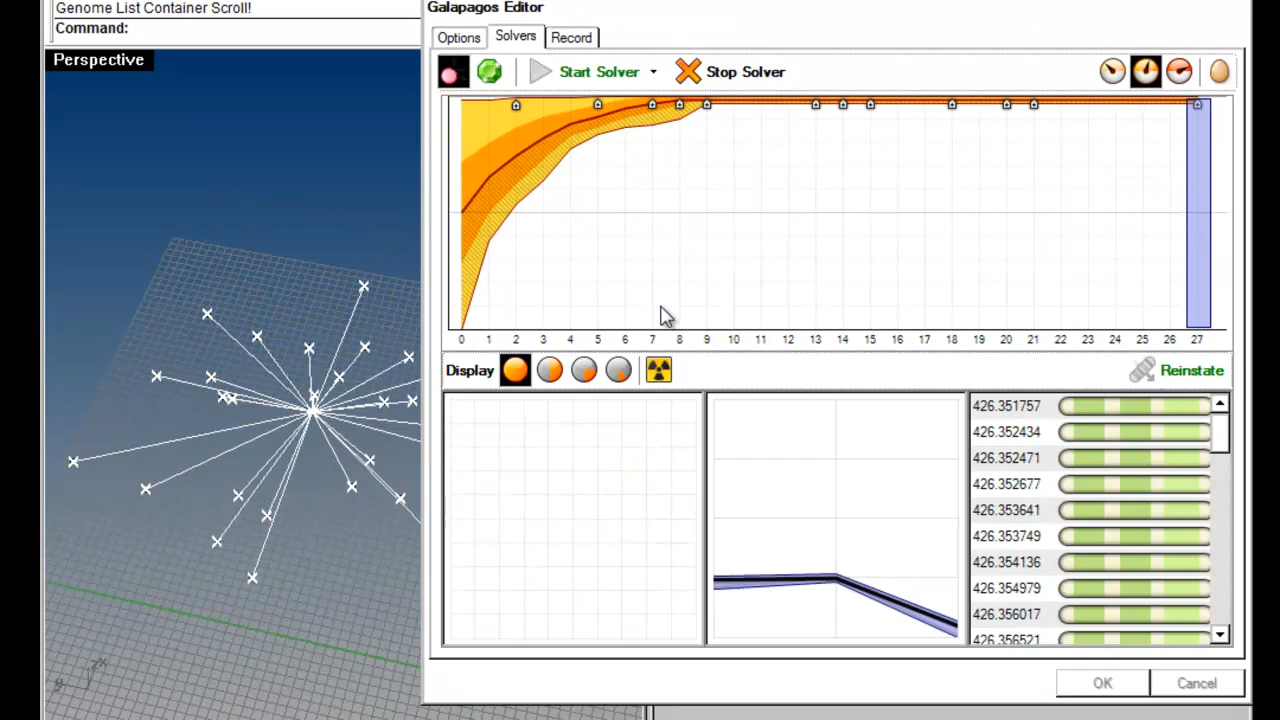 Genome List Container Scroll!
Command:
Perspective
Galapagos Editor
Options Solvers Record
Start Solver Stop Solver
0 1 2 3 4 5 6 7 8 9 10 11 12 13 14 15 16 17 18 19 20 21 22 23 24 25 26 27
Display Reinstate
426.351757
426.352434
426.352471
426.352677
426.353641
426.353749
426.354136
426.354979
426.356017
426.356521
OK Cancel